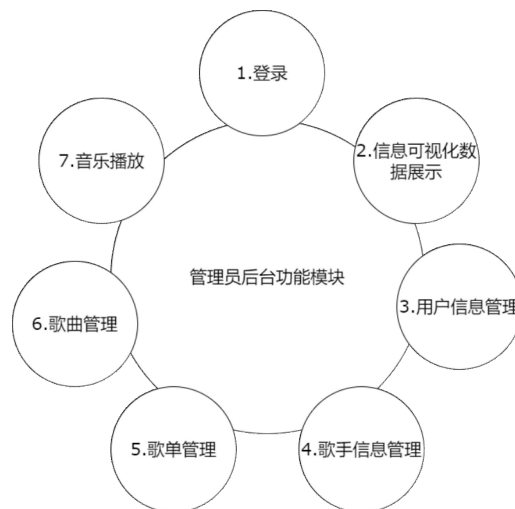 1.登录
2.信息可视化数
据展示
3.用户信息管理
4.歌手信息管理
5.歌单管理
6.歌曲管理
7.音乐播放
管理员后台功能模块